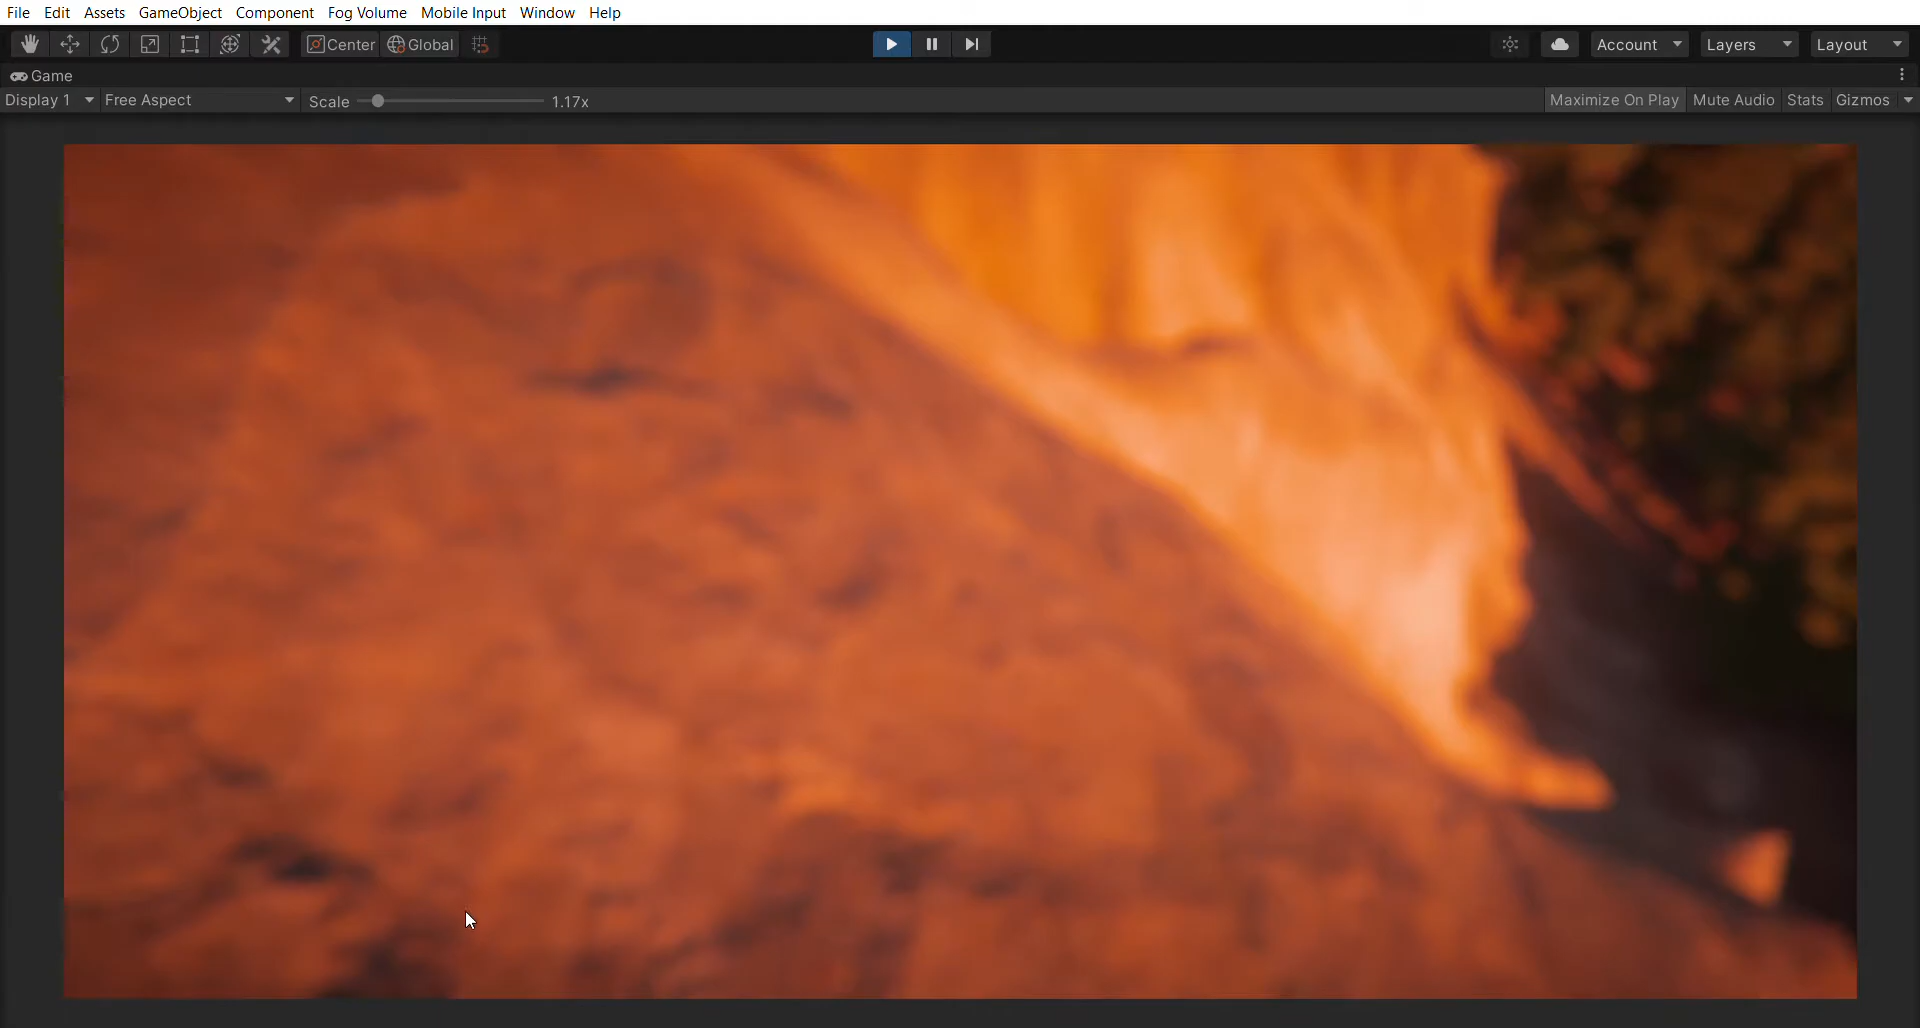 File Edit Assets GameObject Component Fog Volume Mobile Input Window Help
Center Global Account Layers Layout
Game
Display 1 Free Aspect Scale 1.17x Maximize On Play Mute Audio Stats Gizmos